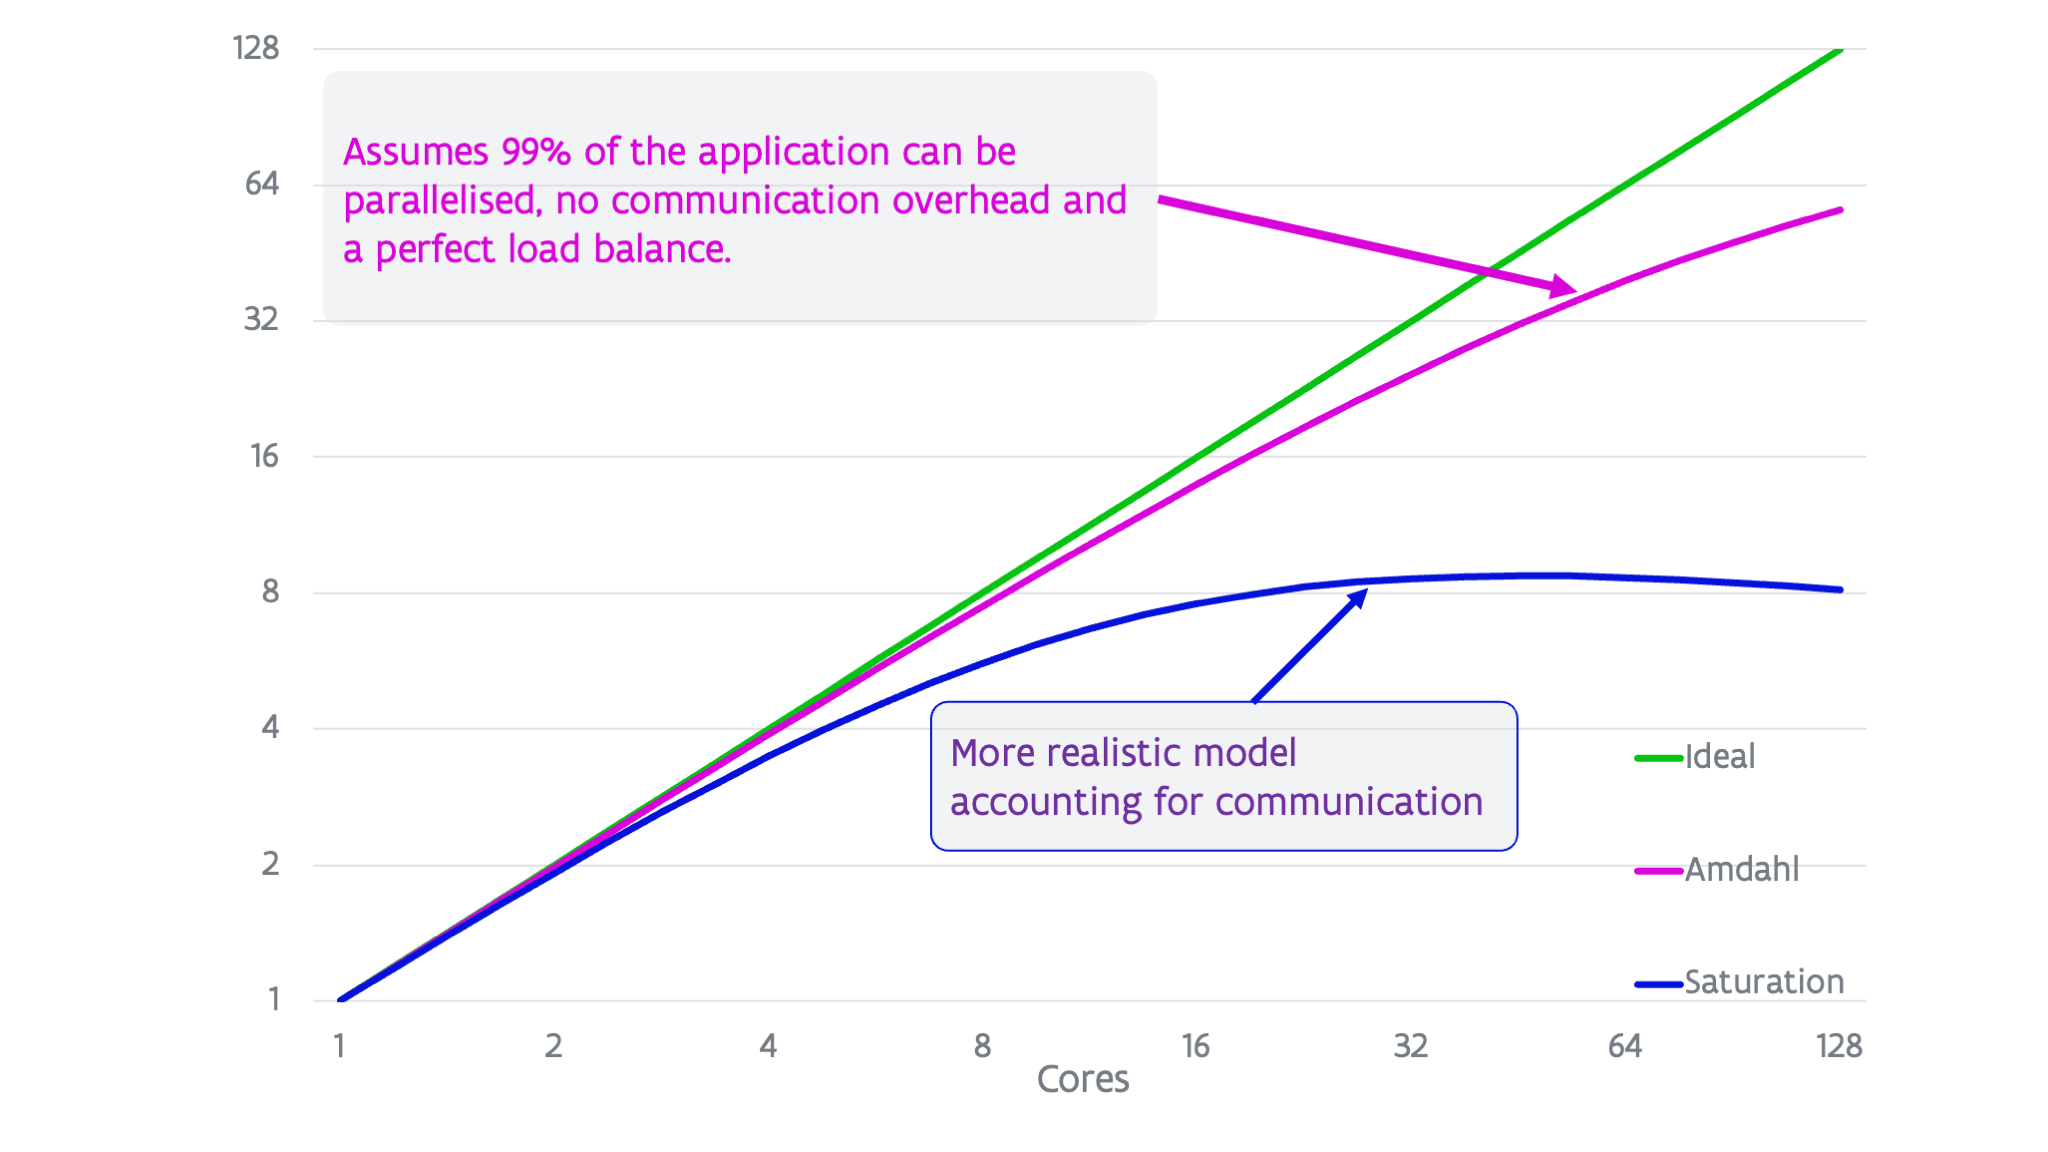 128
Assumes 99% of the application can be
64
parallelised, no communication overhead and
a perfect load balance.
32
16
8
4
More realistic model
accounting for communication
Ideal
2
Amdahl
1
Saturation
1 2 4 8 16 32 64 128
Cores